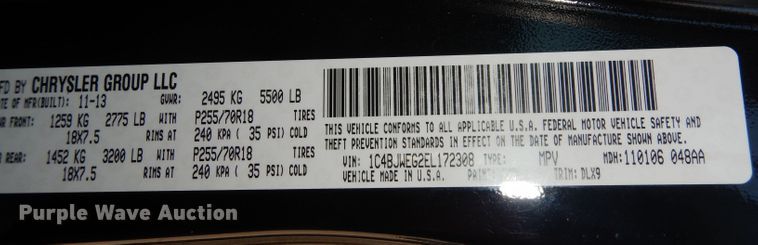 MFD BY CHRYSLER GROUP LLC
DATE OF MFR(BUILT): 11-13 GVWR: 2495 KG 5500 LB
FRONT: 1259 KG 2775 LB WITH P255/70R18 TIRES
18X7.5 RIMS AT 240 KPA ( 35 PSI) COLD
REAR: 1452 KG 3200 LB WITH P255/70R18 TIRES
18X7.5 RIMS AT 240 KPA ( 35 PSI) COLD
THIS VEHICLE CONFORMS TO ALL APPLICABLE U.S.A. FEDERAL MOTOR VEHICLE SAFETY AND
THEFT PREVENTION STANDARDS IN EFFECT ON THE DATE OF MANUFACTURE SHOWN ABOVE.
VIN: 1C4BJWEG2EL172308 TYPE: MPV MDH: 110106 048AA
VEHICLE MADE IN U.S.A. PAINT: TRIM: DLX9
Purple Wave Auction